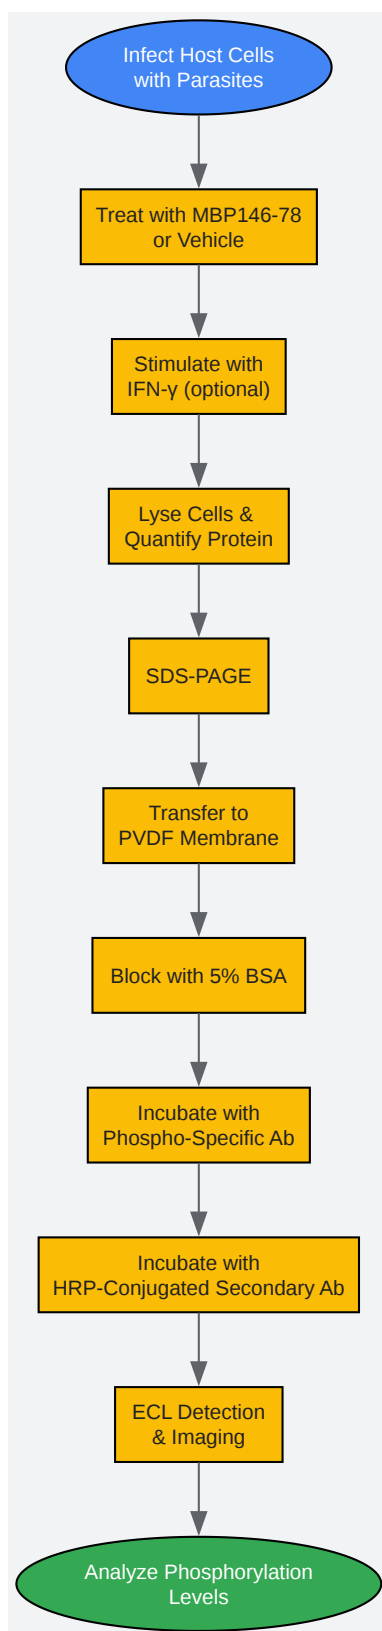 Infect Host Cells
with Parasites
Treat with MBP146-78
or Vehicle
Stimulate with
IFN-γ (optional)
Lyse Cells &
Quantify Protein
SDS-PAGE
Transfer to
PVDF Membrane
Block with 5% BSA
Incubate with
Phospho-Specific Ab
Incubate with
HRP-Conjugated Secondary Ab
ECL Detection
& Imaging
Analyze Phosphorylation
Levels